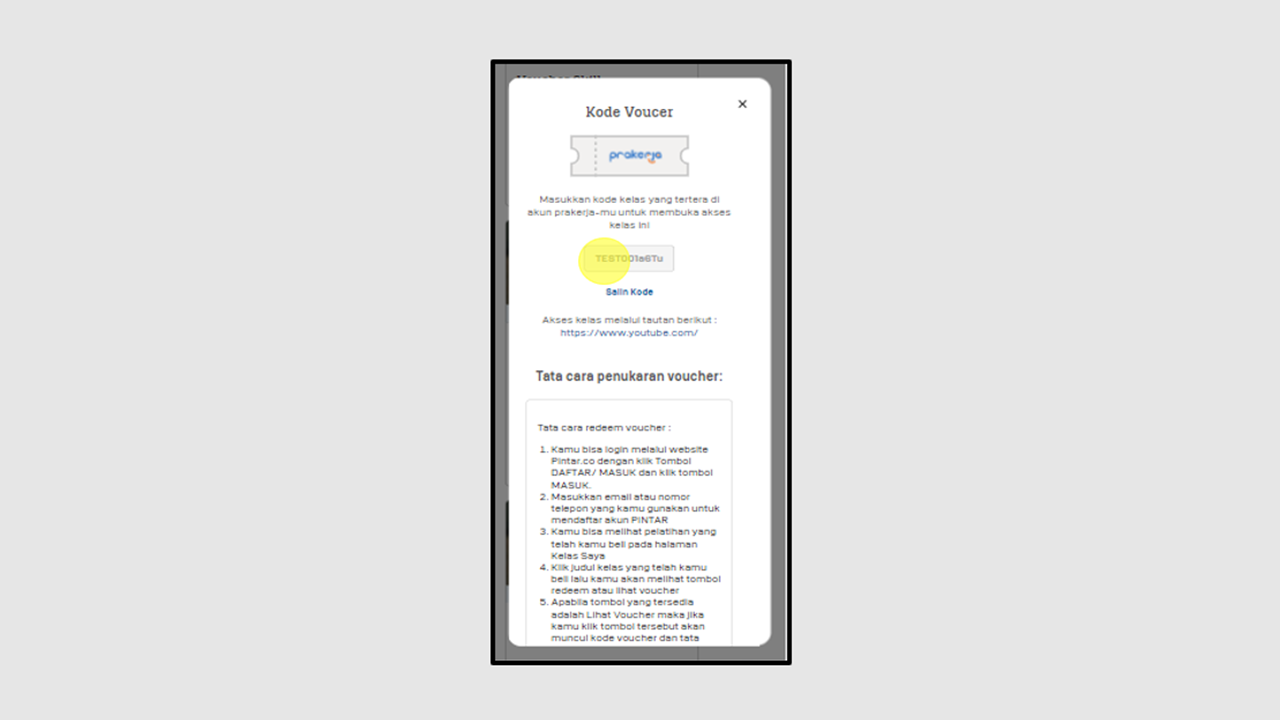 Voucher Skill
Kode Voucer
prakerja
Masukkan kode kelas yang tertera di
akun prakerja-mu untuk membuka akses
kelas ini
TEST001a6Tu
Salin Kode
Akses kelas melalui tautan berikut :
https://www.youtube.com/
Tata cara penukaran voucher:
Tata cara redeem voucher :
1. Kamu bisa login melalui website
Pintar.co dengan klik Tombol
DAFTAR/ MASUK dan klik tombol
MASUK.
2. Masukkan email atau nomor
telepon yang kamu gunakan untuk
mendaftar akun PINTAR
3. Kamu bisa melihat pelatihan yang
telah kamu beli pada halaman
Kelas Saya
4. Klik judul kelas yang telah kamu
beli lalu kamu akan melihat tombol
redeem atau lihat voucher
5. Apabila tombol yang tersedia
adalah Lihat Voucher maka jika
kamu klik tombol tersebut akan
muncul kode voucher dan tata